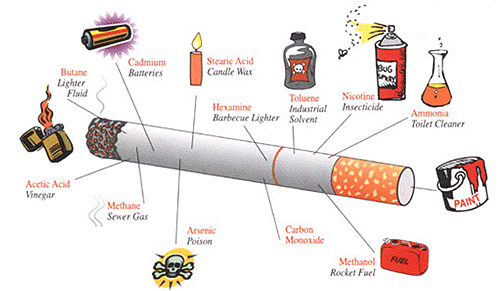 Cadmium
Batteries
Stearic Acid
Candle Wax
Butane
Lighter
Fluid
Hexamine
Barbecue Lighter
Toluene
Industrial
Solvent
BUG
SPRAY
Nicotine
Insecticide
Ammonia
Toilet Cleaner
Acetic Acid
Vinegar
Methane
Sewer Gas
Arsenic
Poison
Carbon
Monoxide
Methanol
Rocket Fuel
FUEL
PAINT